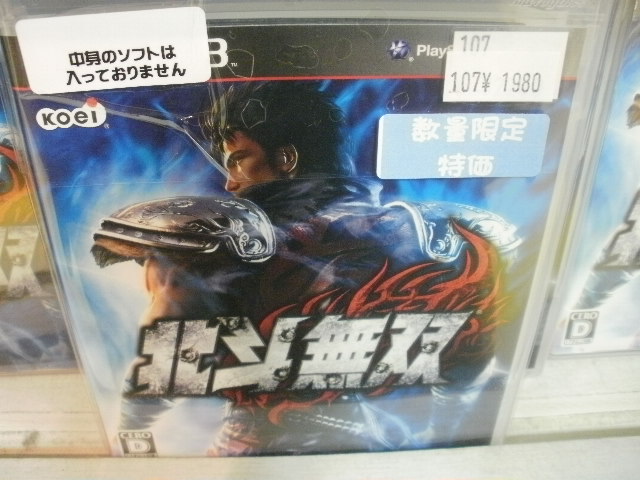 中身のソフトは
入っておりません
B
TM
Play
107
107¥ 1980
KOEI
数量限定
特価
北斗無双
CERO
D
CERO
D